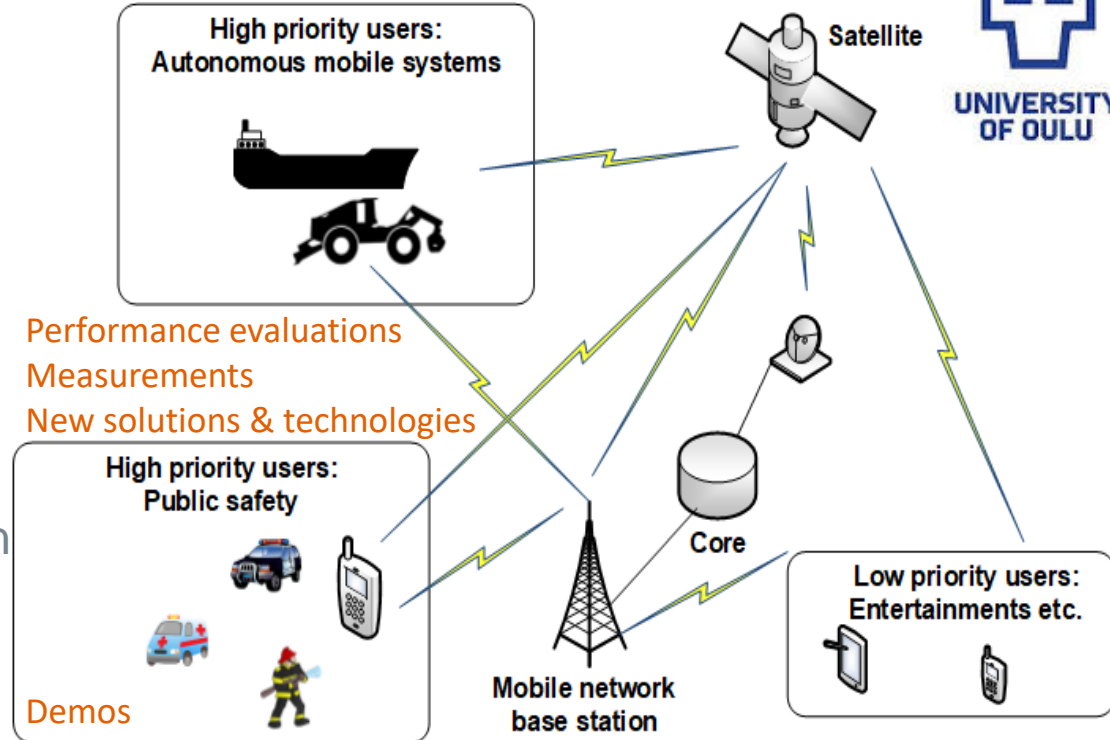 High priority users:
Autonomous mobile systems
Satellite
UNIVERSITY
OF OULU
Performance evaluations
Measurements
New solutions & technologies
High priority users:
Public safety
Core
Low priority users:
Entertainments etc.
Mobile network
base station
Demos